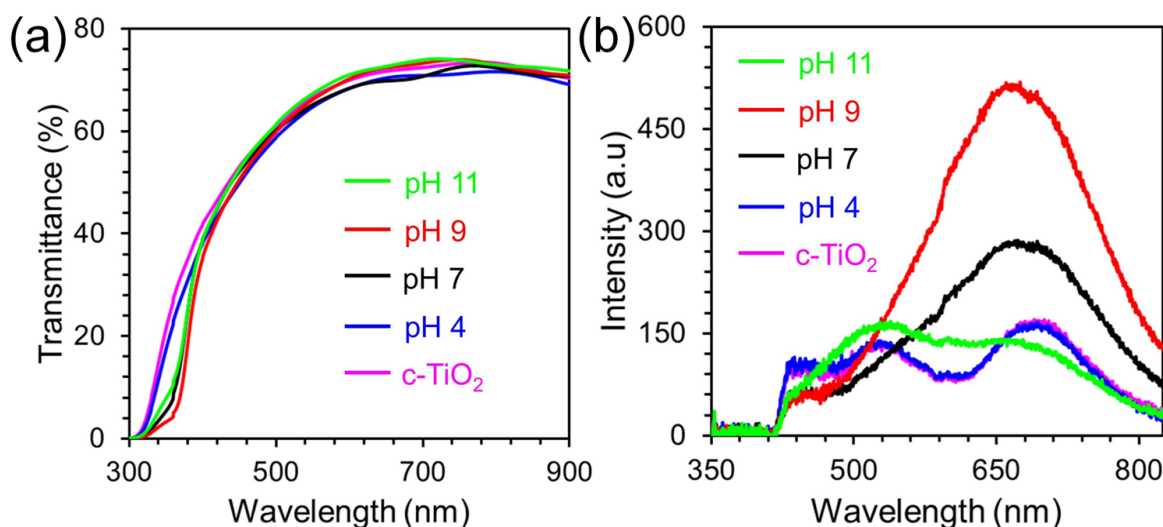 (a)
80
60
40
20
0
Transmittance (%)
pH 11
pH 9
pH 7
pH 4
c-TiO₂
300
500
700
900
Wavelength (nm)
(b)
600
450
300
150
0
Intensity (a.u)
pH 11
pH 9
pH 7
pH 4
c-TiO₂
350
500
650
800
Wavelength (nm)